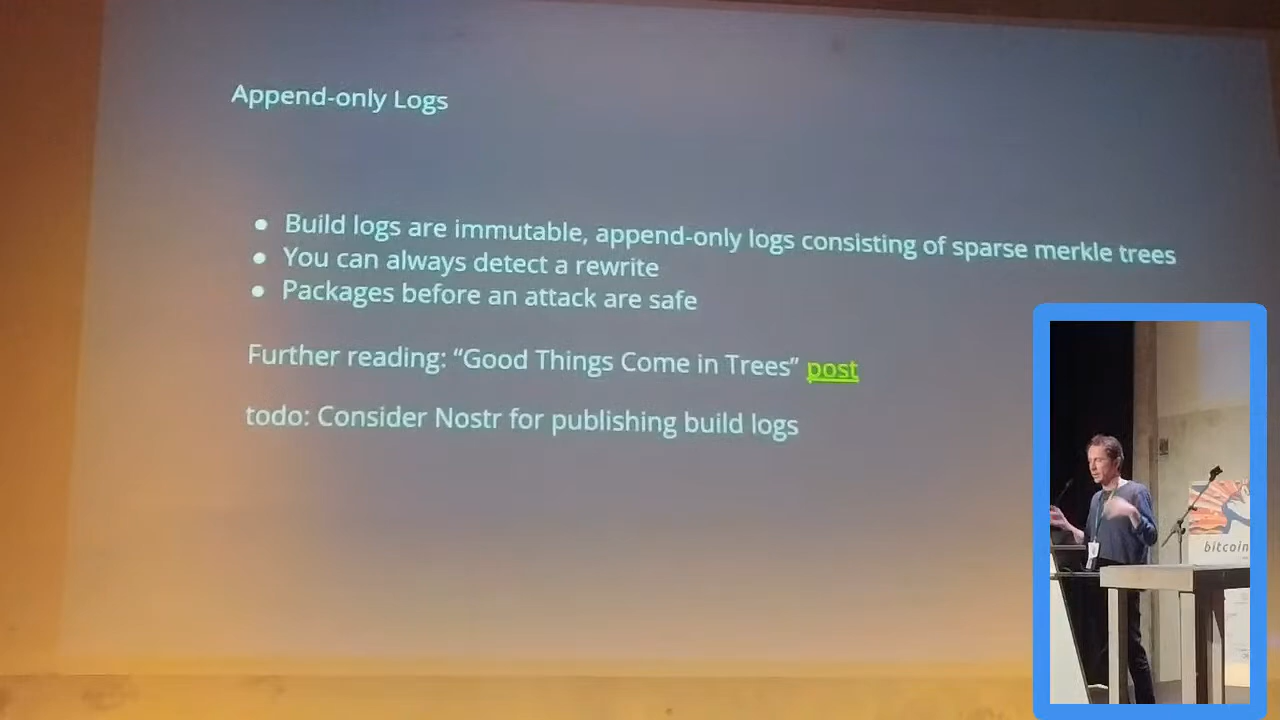 Append-only Logs
● Build logs are immutable, append-only logs consisting of sparse merkle trees
● You can always detect a rewrite
● Packages before an attack are safe
Further reading: “Good Things Come in Trees” post
todo: Consider Nostr for publishing build logs
bitcoin